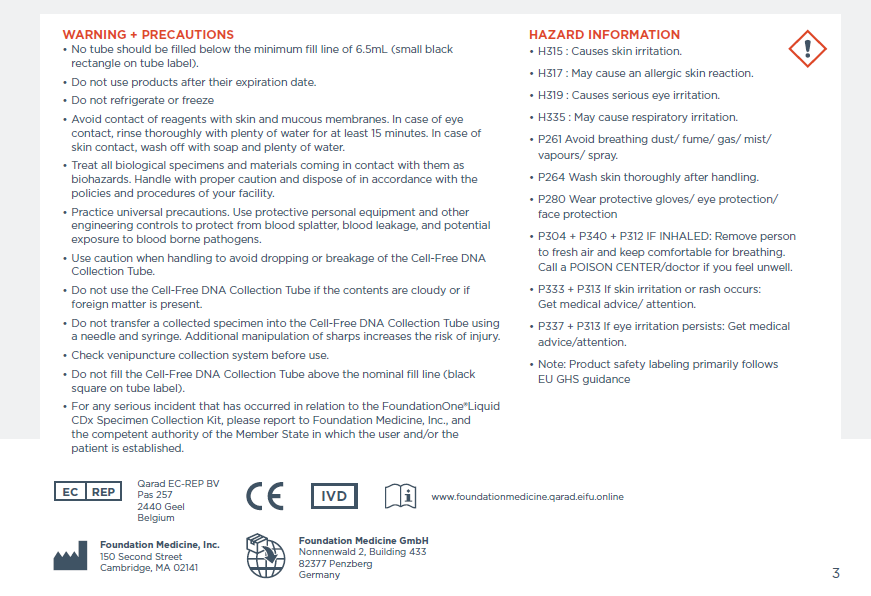 WARNING + PRECAUTIONS
• No tube should be filled below the minimum fill line of 6.5mL (small black
rectangle on tube label).
• Do not use products after their expiration date.
• Do not refrigerate or freeze
• Avoid contact of reagents with skin and mucous membranes. In case of eye
contact, rinse thoroughly with plenty of water for at least 15 minutes. In case of
skin contact, wash off with soap and plenty of water.
• Treat all biological specimens and materials coming in contact with them as
biohazards. Handle with proper caution and dispose of in accordance with the
policies and procedures of your facility.
• Practice universal precautions. Use protective personal equipment and other
engineering controls to protect from blood splatter, blood leakage, and potential
exposure to blood borne pathogens.
• Use caution when handling to avoid dropping or breakage of the Cell-Free DNA
Collection Tube.
• Do not use the Cell-Free DNA Collection Tube if the contents are cloudy or if
foreign matter is present.
• Do not transfer a collected specimen into the Cell-Free DNA Collection Tube using
a needle and syringe. Additional manipulation of sharps increases the risk of injury.
• Check venipuncture collection system before use.
• Do not fill the Cell-Free DNA Collection Tube above the nominal fill line (black
square on tube label).
• For any serious incident that has occurred in relation to the FoundationOne®Liquid
CDx Specimen Collection Kit, please report to Foundation Medicine, Inc., and
the competent authority of the Member State in which the user and/or the
patient is established.
HAZARD INFORMATION
• H315 : Causes skin irritation.
• H317 : May cause an allergic skin reaction.
• H319 : Causes serious eye irritation.
• H335 : May cause respiratory irritation.
• P261 Avoid breathing dust/ fume/ gas/ mist/
vapours/ spray.
• P264 Wash skin thoroughly after handling.
• P280 Wear protective gloves/ eye protection/
face protection
• P304 + P340 + P312 IF INHALED: Remove person
to fresh air and keep comfortable for breathing.
Call a POISON CENTER/doctor if you feel unwell.
• P333 + P313 If skin irritation or rash occurs:
Get medical advice/ attention.
• P337 + P313 If eye irritation persists: Get medical
advice/attention.
• Note: Product safety labeling primarily follows
EU GHS guidance
EC REP
Qarad EC-REP BV
Pas 257
2440 Geel
Belgium
CE
IVD
i
www.foundationmedicine.qarad.eifu.online
Foundation Medicine, Inc.
150 Second Street
Cambridge, MA 02141
Foundation Medicine GmbH
Nonnenwald 2, Building 433
82377 Penzberg
Germany
3